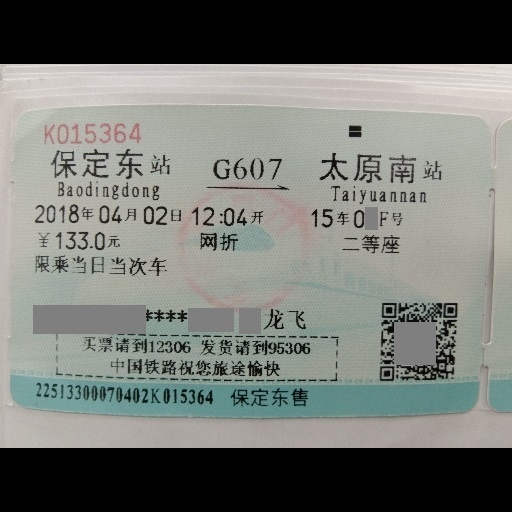 K015364
保定东站 G607 太原南站
Baodingdong Taiyuannan
2018年04月02日 12:04开 15车0 F号
¥133.0元 网折 二等座
限乘当日当次车
**** 龙飞
买票请到12306 发货请到95306
中国铁路祝您旅途愉快
22513300070402K015364 保定东售